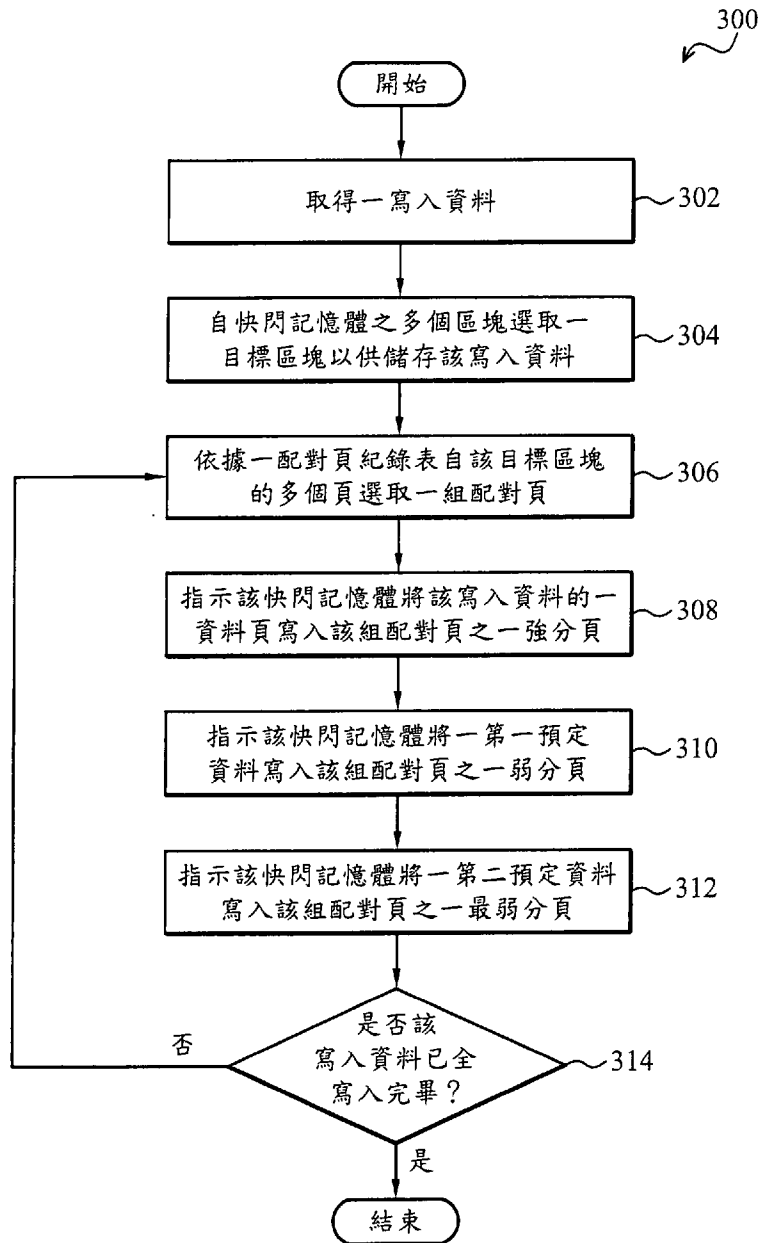 300
開始
取得一寫入資料
302
自快閃記憶體之多個區塊選取一
目標區塊以供儲存該寫入資料
304
依據一配對頁紀錄表自該目標區塊
的多個頁選取一組配對頁
306
指示該快閃記憶體將該寫入資料的一
資料頁寫入該組配對頁之一強分頁
308
指示該快閃記憶體將一第一預定
資料寫入該組配對頁之一弱分頁
310
指示該快閃記憶體將一第二預定資料
寫入該組配對頁之一最弱分頁
312
是否該
寫入資料已全
寫入完畢？
314
否
是
結束